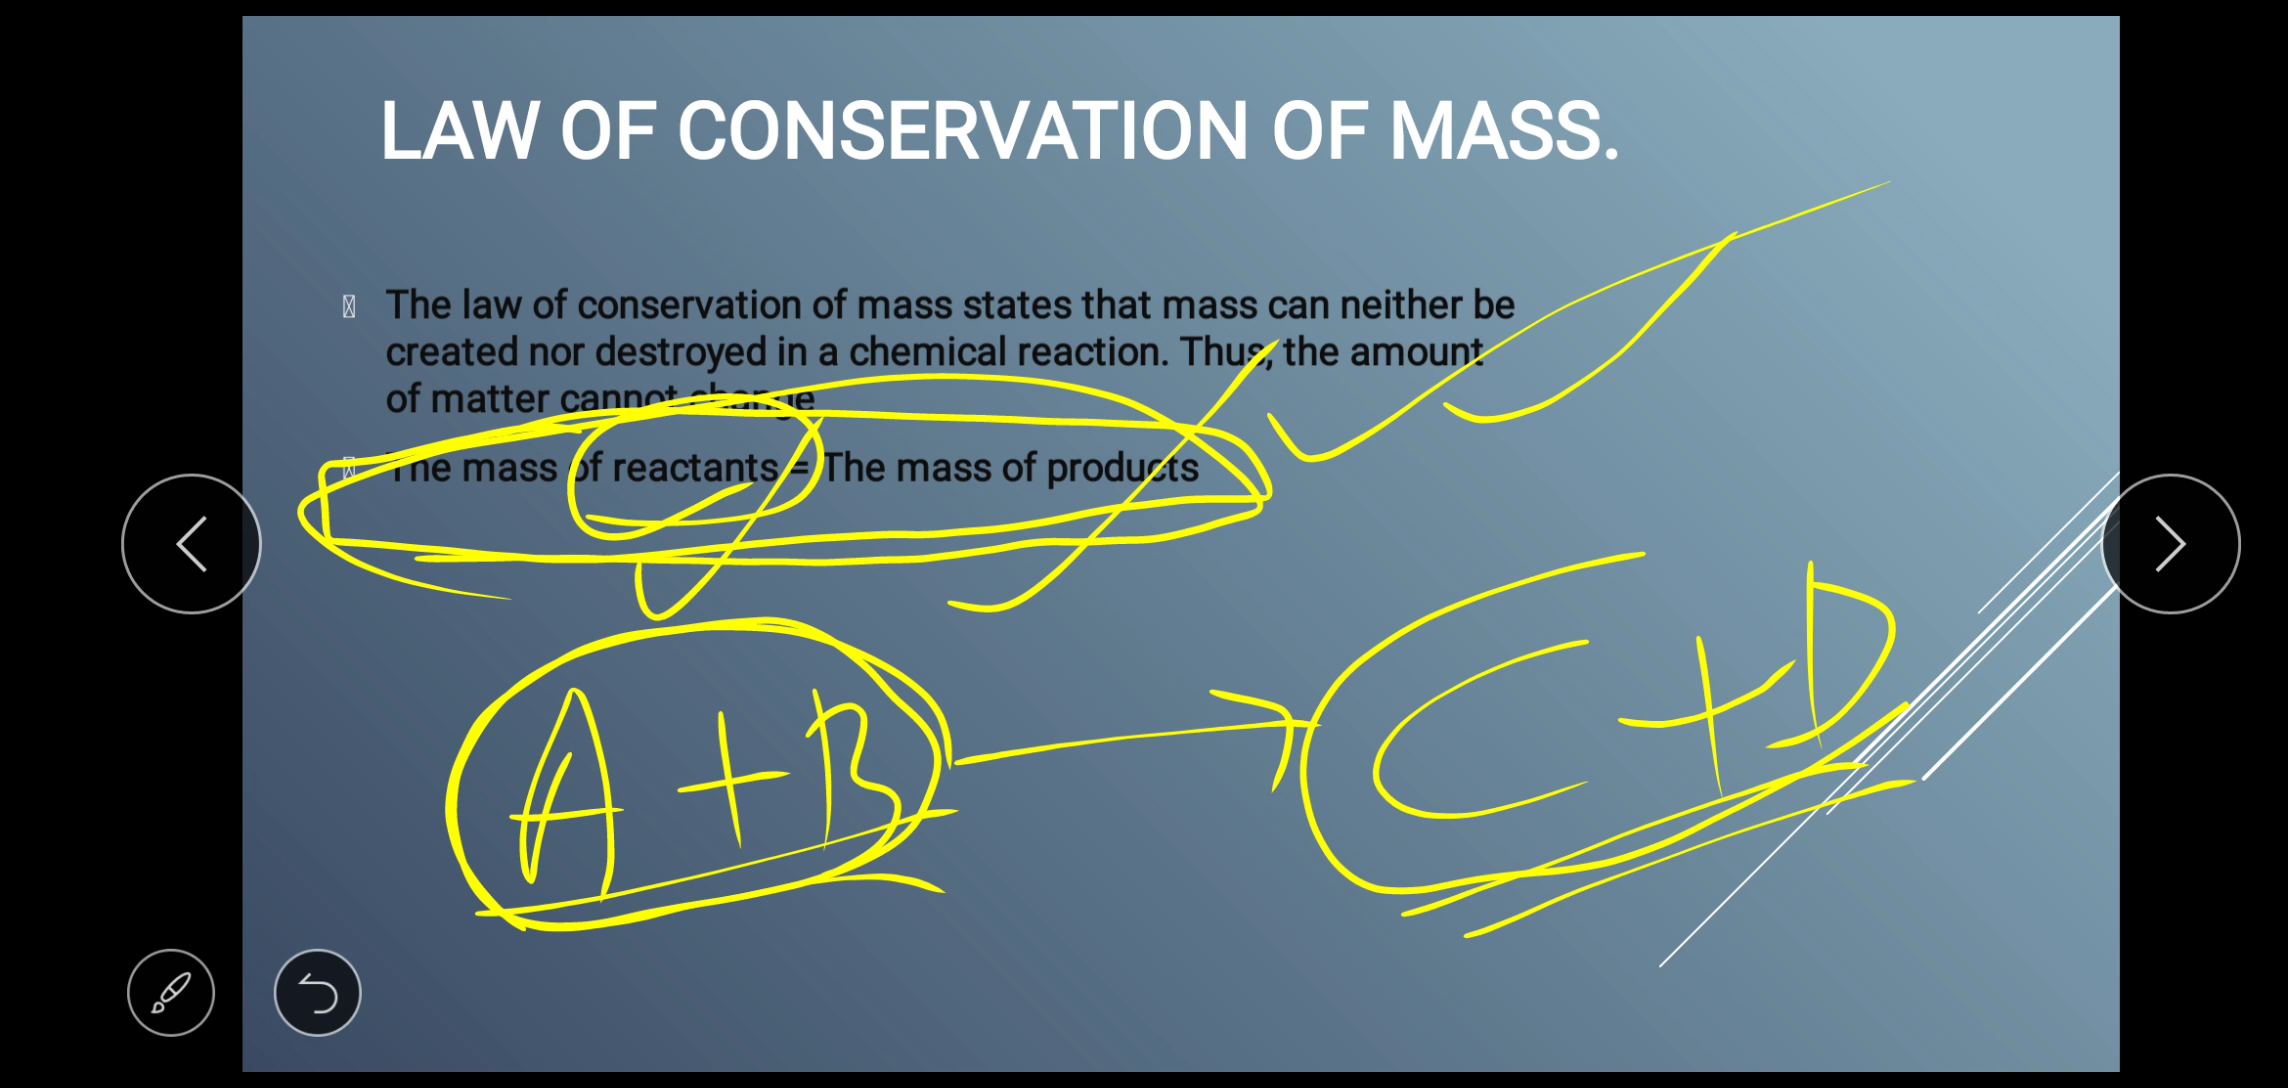 LAW OF CONSERVATION OF MASS.
The law of conservation of mass states that mass can neither be
created nor destroyed in a chemical reaction. Thus, the amount
of matter cannot change
The mass of reactants = The mass of products
A + B → C + D